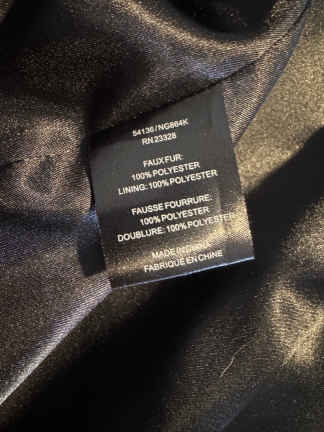 54136/NG864K
RN 23328
FAUX FUR:
100% POLYESTER
LINING: 100% POLYESTER
FAUSSE FOURRURE:
100% POLYESTER
DOUBLURE: 100% POLYESTER
MADE IN CHINA
FABRIQUÉ EN CHINE